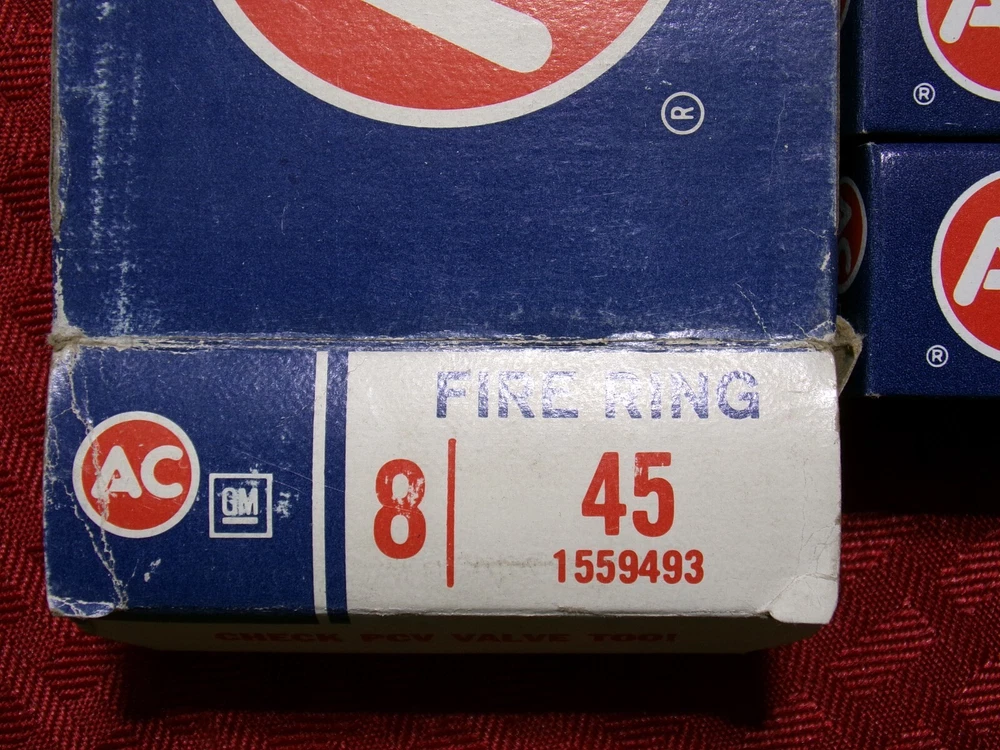 ®
®
A
®
AC
GM
FIRE RING
8
45
1559493
CHECK PCV VALVE TOO!